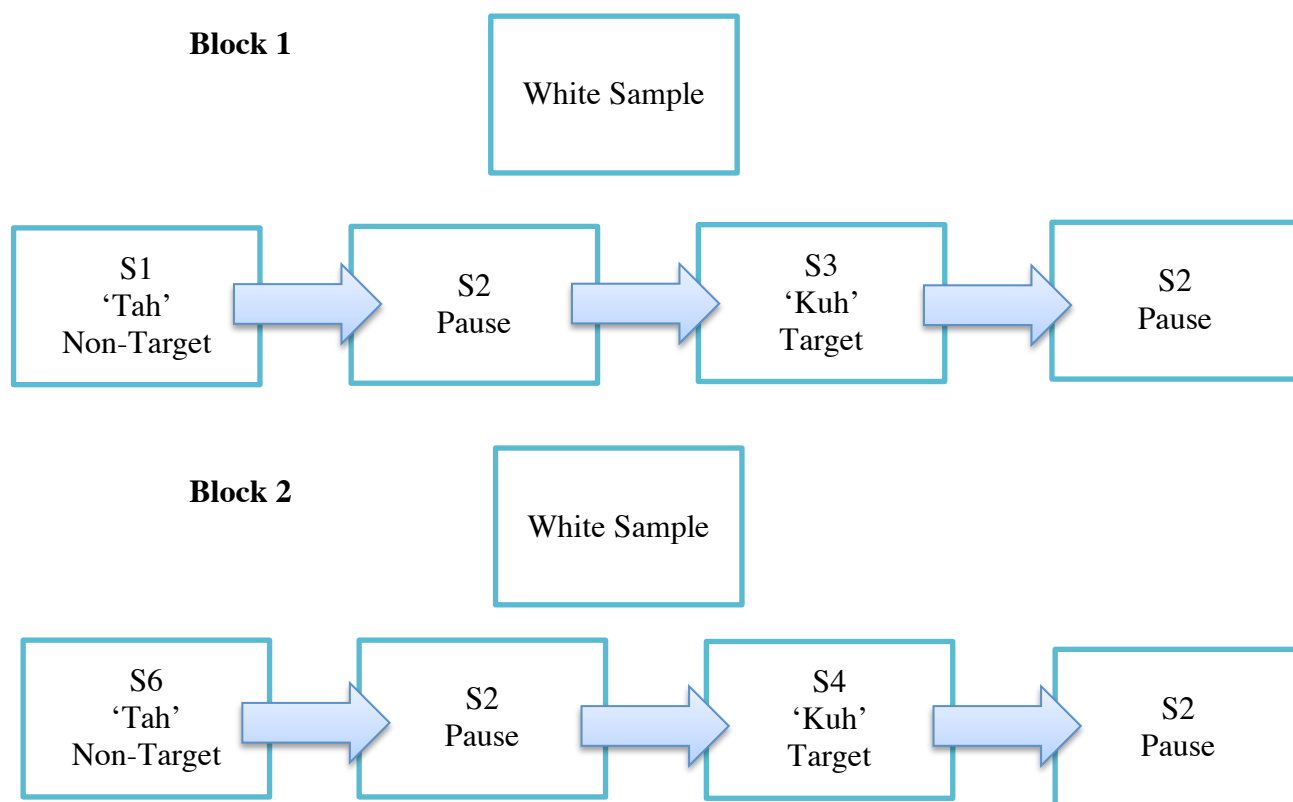 Block 1
White Sample
S1
‘Tah’
Non-Target
S2
Pause
S3
‘Kuh’
Target
S2
Pause
Block 2
White Sample
S6
‘Tah’
Non-Target
S2
Pause
S4
‘Kuh’
Target
S2
Pause